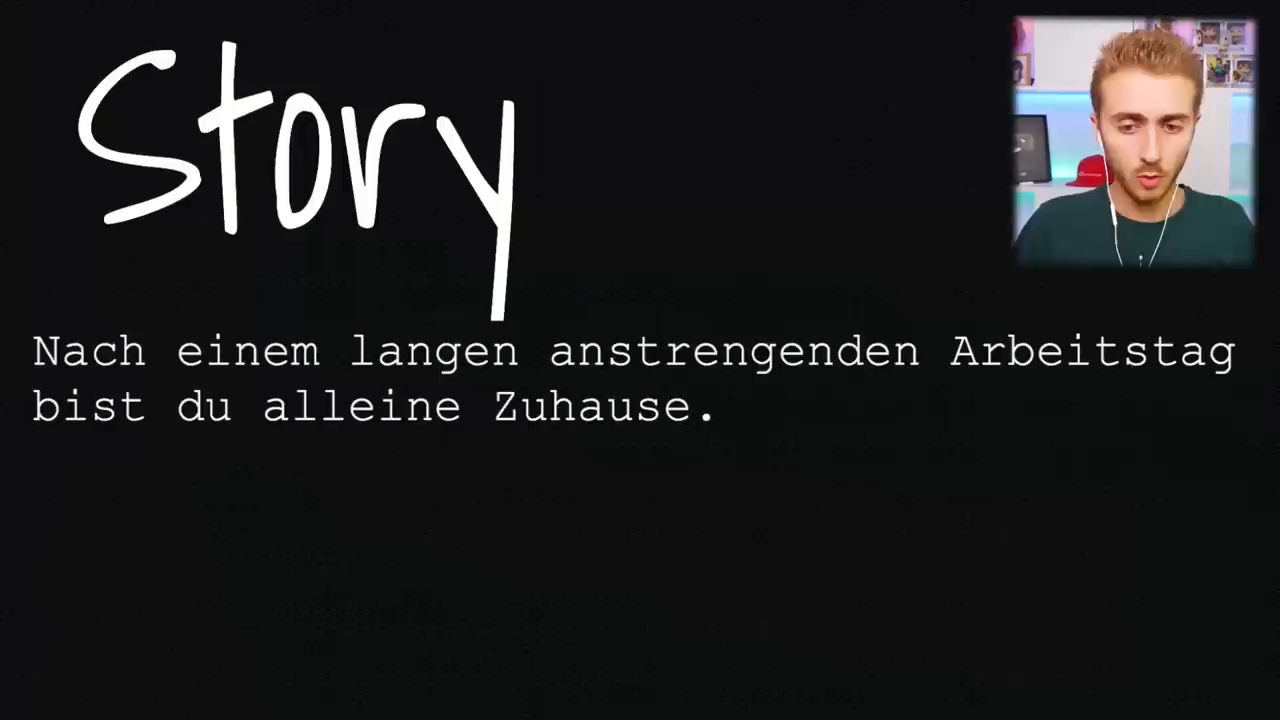 Story
Nach einem langen anstrengenden Arbeitstag
bist du alleine Zuhause.